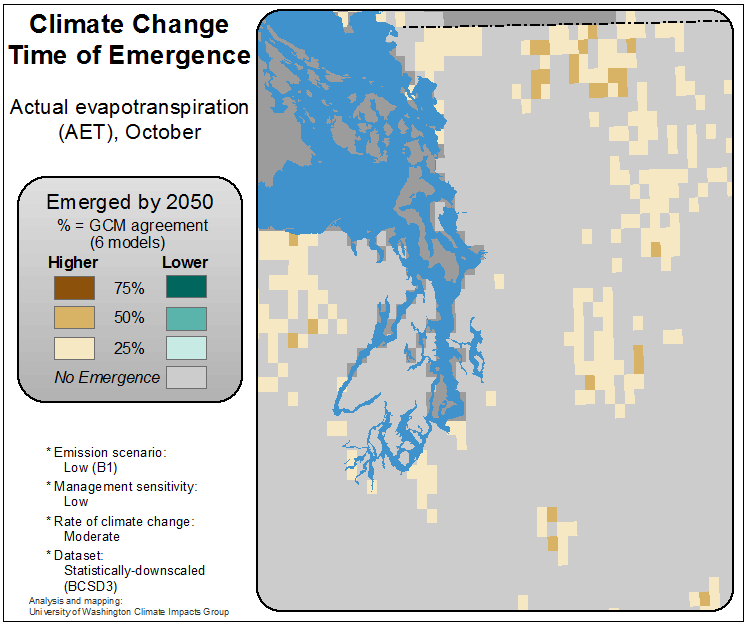 Climate Change
Time of Emergence
Actual evapotranspiration
(AET), October
Emerged by 2050
% = GCM agreement
(6 models)
Higher Lower
75%
50%
25%
No Emergence
* Emission scenario:
Low (B1)
* Management sensitivity:
Low
* Rate of climate change:
Moderate
* Dataset:
Statistically-downscaled
(BCSD3)
Analysis and mapping:
University of Washington Climate Impacts Group